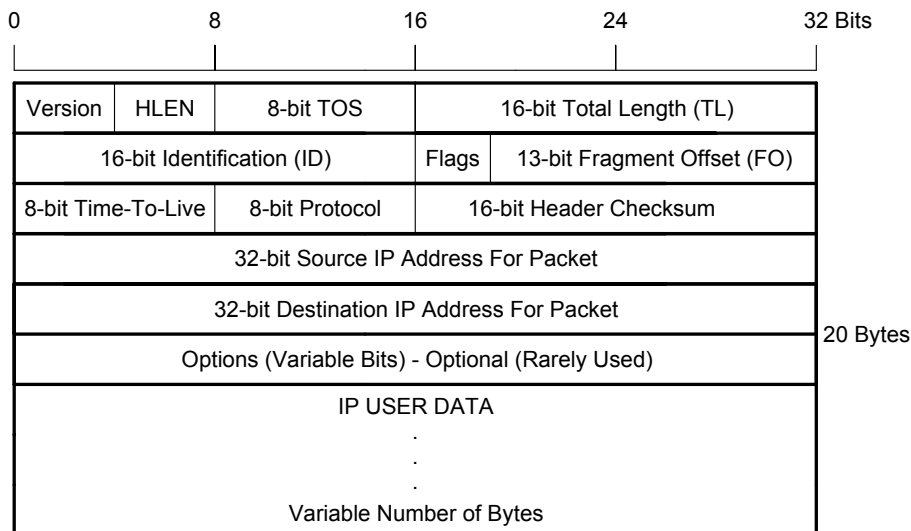 0 8 16 24 32 Bits
Version HLEN 8-bit TOS 16-bit Total Length (TL)
16-bit Identification (ID) Flags 13-bit Fragment Offset (FO)
8-bit Time-To-Live 8-bit Protocol 16-bit Header Checksum
32-bit Source IP Address For Packet
32-bit Destination IP Address For Packet
20 Bytes
Options (Variable Bits) - Optional (Rarely Used)
IP USER DATA
.
.
.
Variable Number of Bytes